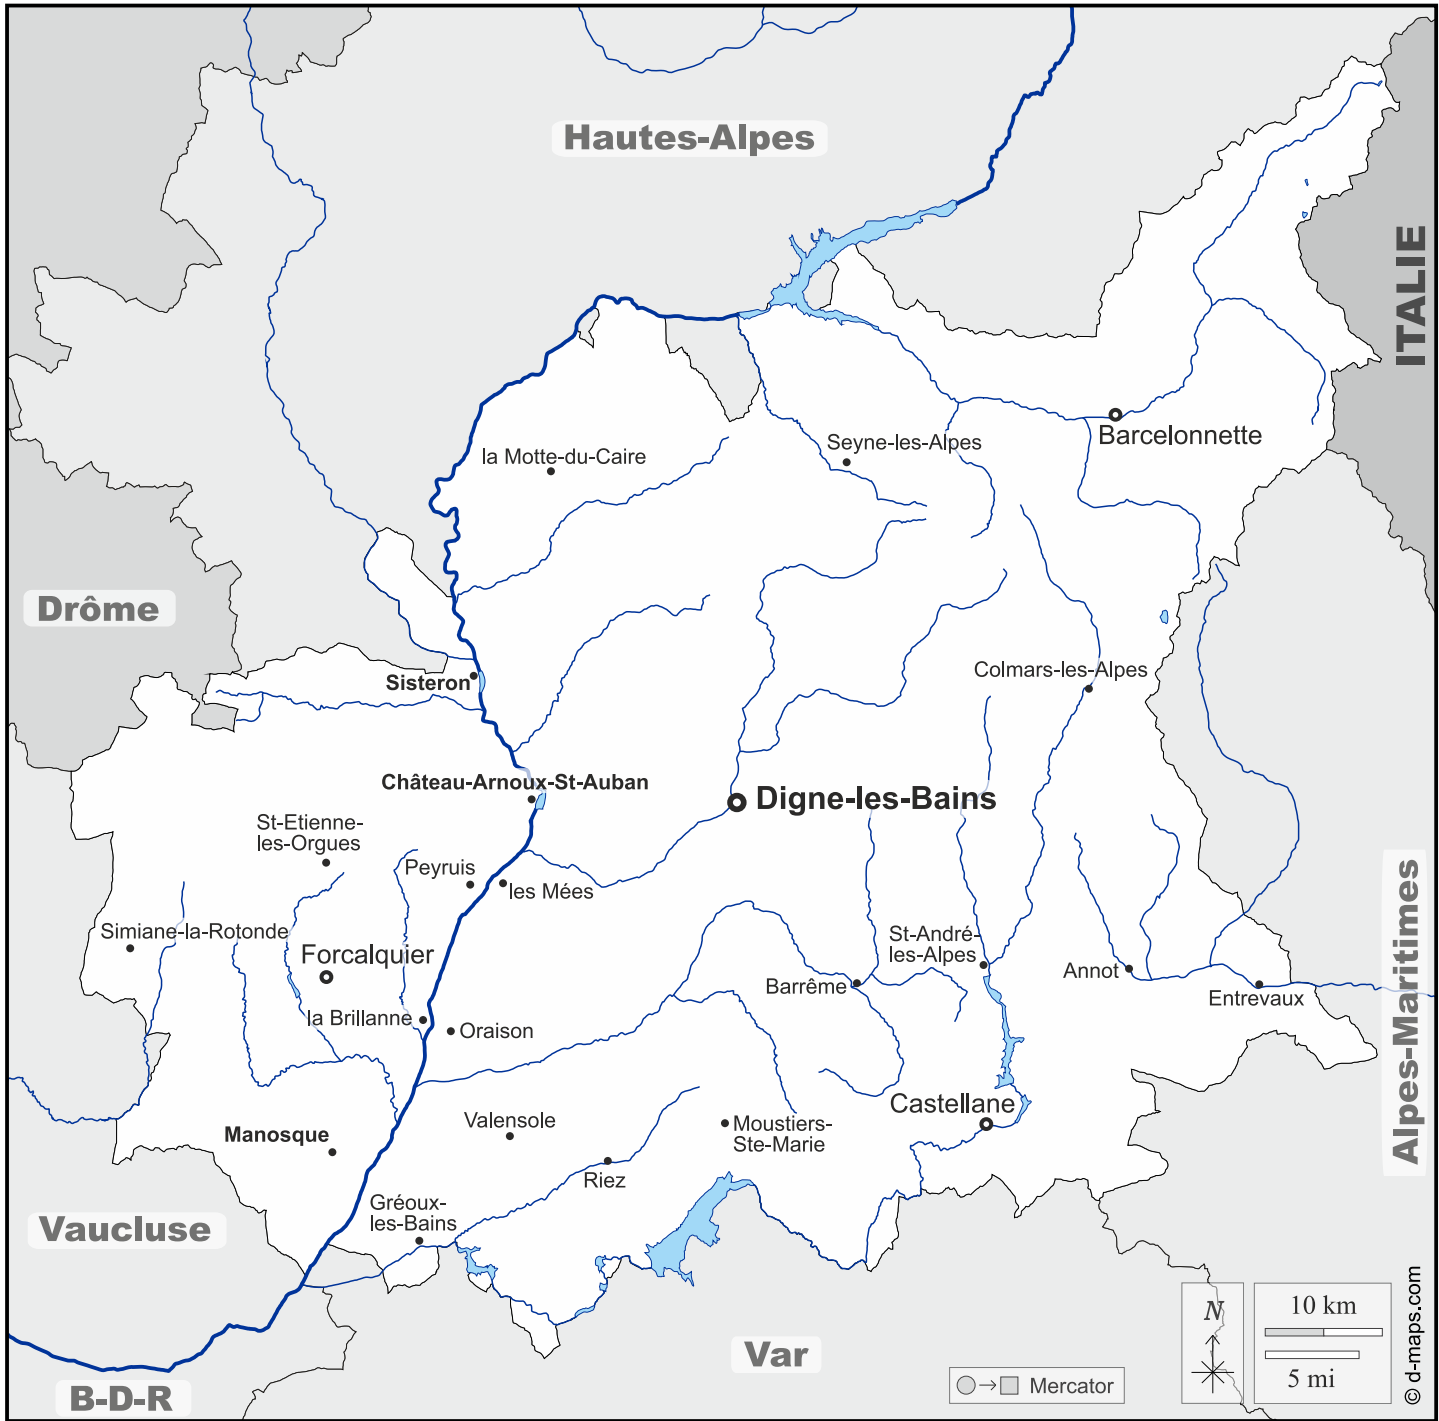 Hautes-Alpes
ITALIE
Barcelonnette
Seyne-les-Alpes
la Motte-du-Caire
Drôme
Colmars-les-Alpes
Sisteron
Château-Arnoux-St-Auban
Digne-les-Bains
St-Etienne-
les-Orgues
Peyruis
les Mées
Simiane-la-Rotonde
Forcalquier
St-André-
les-Alpes
Annot
Barrême
Entrevaux
la Brillanne
Oraison
Alpes-Maritimes
Castellane
Valensole
Moustiers-
Ste-Marie
Manosque
Riez
Gréoux-
les-Bains
Vaucluse
Var
B-D-R
N
10 km
5 mi
Mercator
© d-maps.com